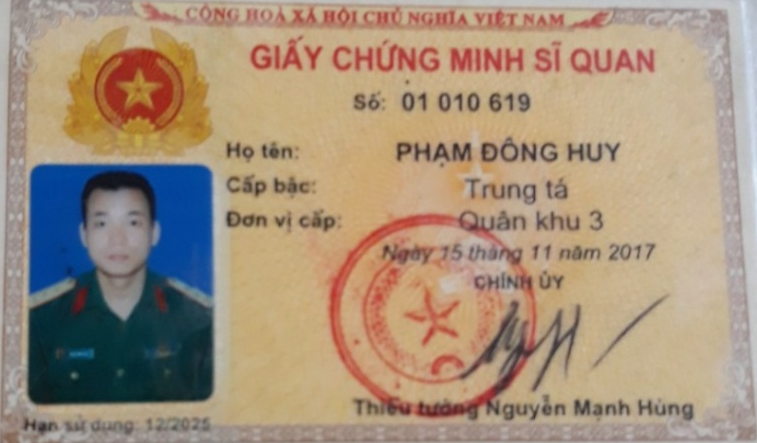 CỘNG HOÀ XÃ HỘI CHỦ NGHĨA VIỆT NAM
GIẤY CHỨNG MINH SĨ QUAN
Số: 01 010 619
Họ tên: PHẠM ĐÔNG HUY
Cấp bậc: Trung tá
Đơn vị cấp: Quân khu 3
Ngày 15 tháng 11 năm 2017
CHÍNH ỦY
Thiếu tướng Nguyễn Mạnh Hùng
Hạn sử dụng: 12/2025